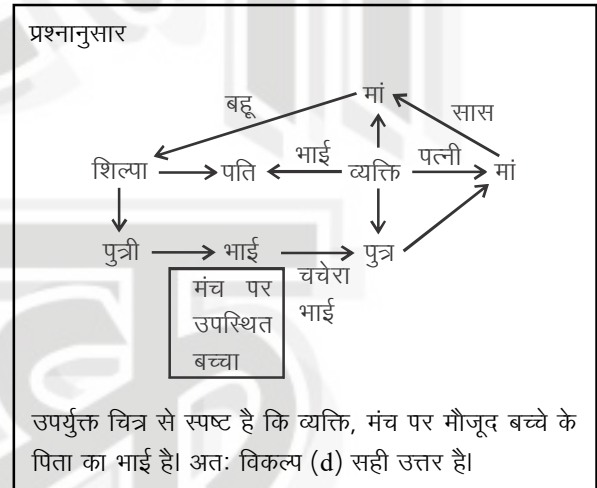 प्रश्नानुसार
मां
बहू
सास
शिल्पा
पति
भाई
व्यक्ति
पत्नी
मां
पुत्री
भाई
चचेरा
भाई
पुत्र
मंच पर
उपस्थित
बच्चा
उपर्युक्त चित्र से स्पष्ट है कि व्यक्ति, मंच पर मौजूद बच्चे के
पिता का भाई है। अत: विकल्प (d) सही उत्तर है।